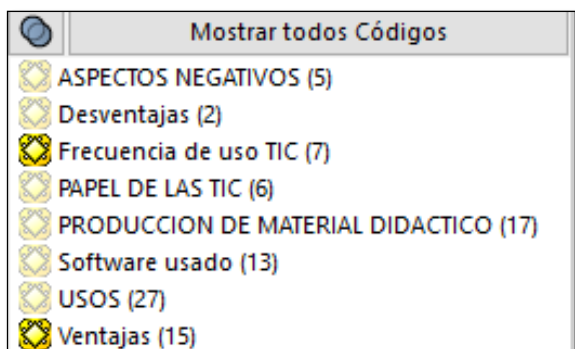 Mostrar todos Códigos
ASPECTOS NEGATIVOS (5)
Desventajas (2)
Frecuencia de uso TIC (7)
PAPEL DE LAS TIC (6)
PRODUCCION DE MATERIAL DIDACTICO (17)
Software usado (13)
USOS (27)
Ventajas (15)